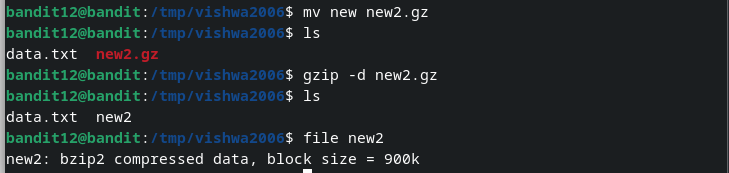 bandit12@bandit:/tmp/vishwa2006$ mv new new2.gz
bandit12@bandit:/tmp/vishwa2006$ ls
data.txt  new2.gz
bandit12@bandit:/tmp/vishwa2006$ gzip -d new2.gz
bandit12@bandit:/tmp/vishwa2006$ ls
data.txt  new2
bandit12@bandit:/tmp/vishwa2006$ file new2
new2: bzip2 compressed data, block size = 900k